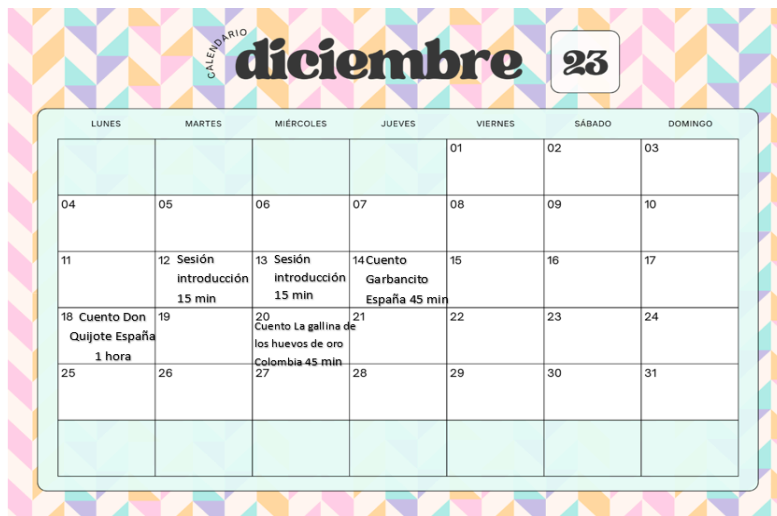 CALENDARIO
diciembre 23
LUNES MARTES MIÉRCOLES JUEVES VIERNES SÁBADO DOMINGO
01 02 03
04 05 06 07 08 09 10
11
12 Sesión
introducción
15 min
13 Sesión
introducción
15 min
14 Cuento
Garbancito
España 45 min
15 16 17
18 Cuento Don
Quijote España
1 hora
19
20
Cuento La gallina de
los huevos de oro
Colombia 45 min
21 22 23 24
25 26 27 28 29 30 31